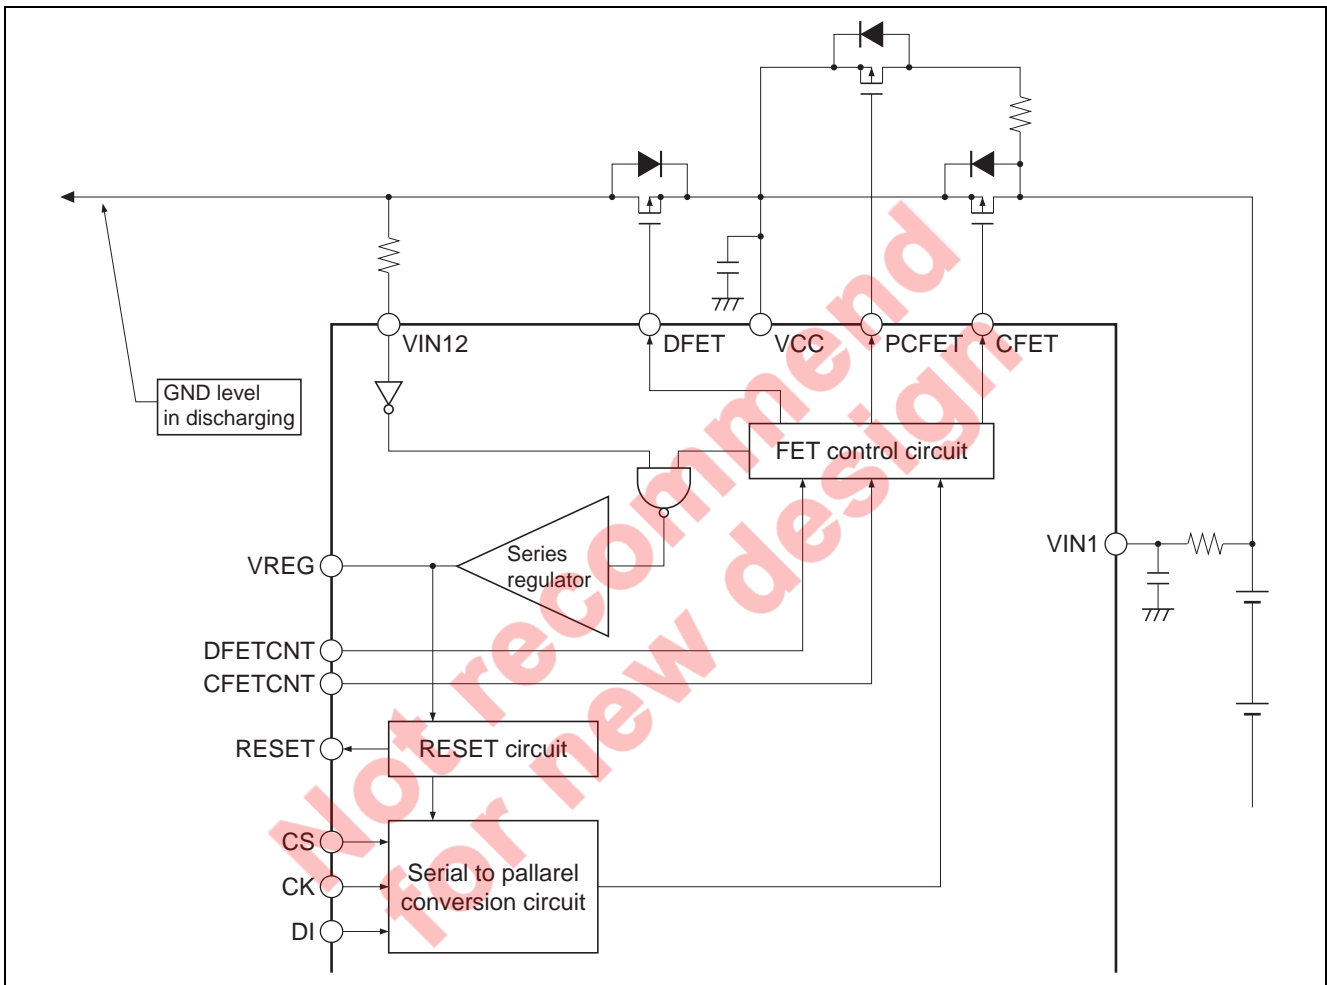 VIN12
DFET
VCC
PCFET
CFET
GND level
in discharging
FET control circuit
Series
regulator
VIN1
VREG
DFETCNT
CFETCNT
RESET
RESET circuit
CS
CK
DI
Serial to pallarel
conversion circuit
Not recommend
for new design